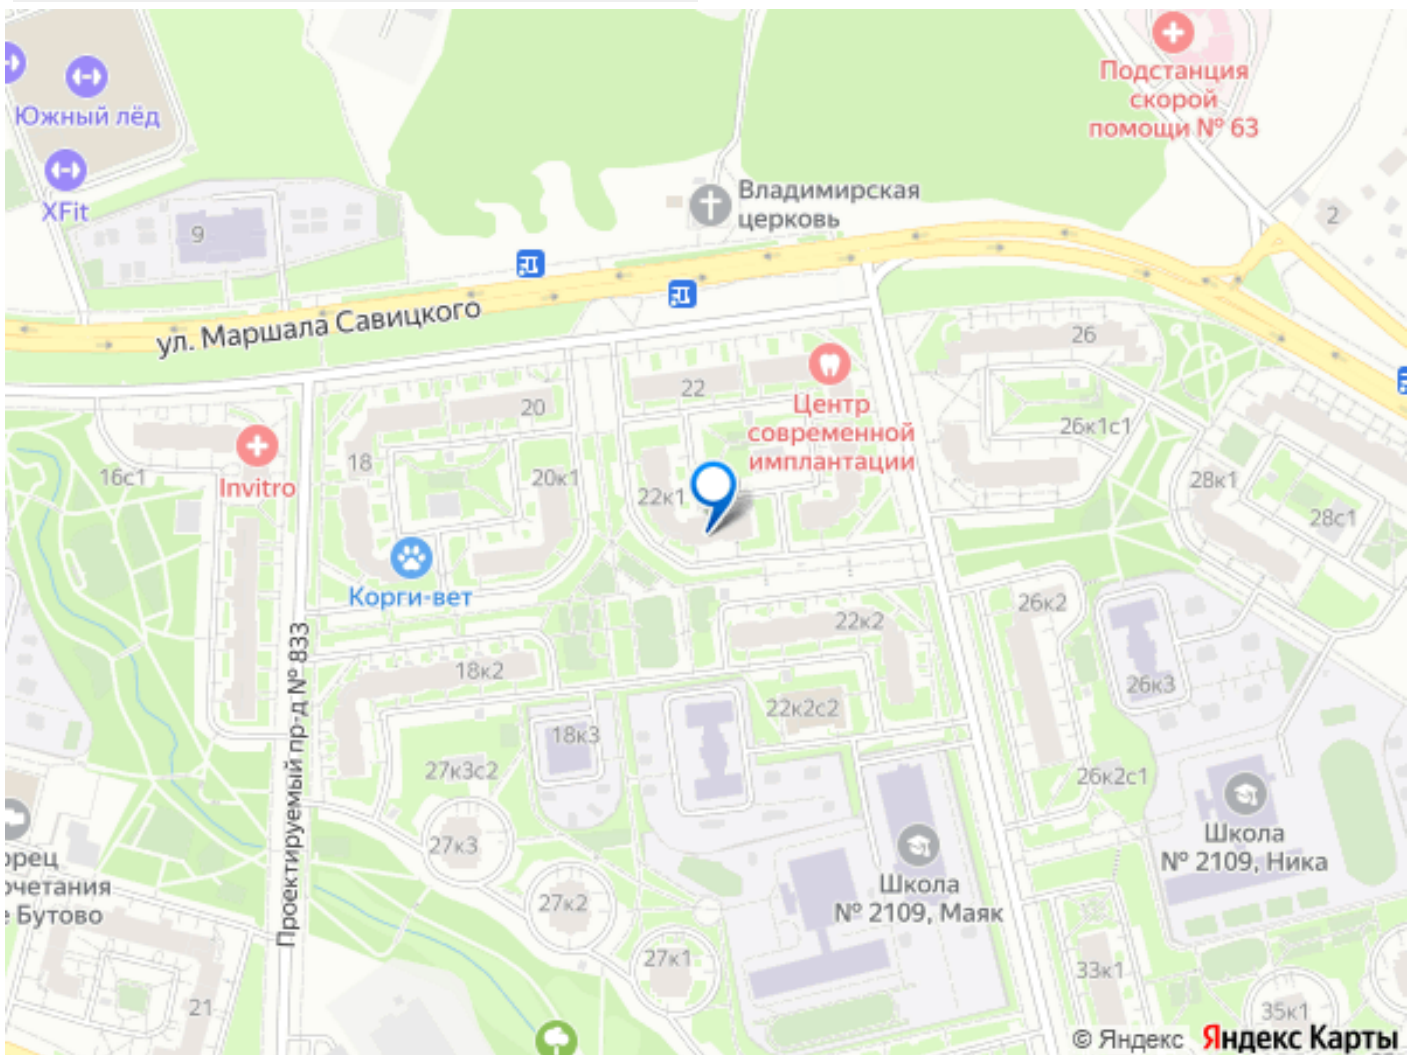 Южный лёд
XFit
9
Подстанция
скорой
помощи № 63
Владимирская
церковь
2
ул. Маршала Савицкого
26
22
20
Центр
современной
имплантации
26к1с1
16с1
Invitro
18
20к1
22к1
28к1
28с1
Корги-вет
26к2
22к2
Проектируемый пр-д № 833
18к2
26к3
22к2с2
18к3
27к3с2
26к2с1
27к3
Школа
№ 2109, Ника
Школа
№ 2109, Маяк
орец
очетания
е Бутово
27к2
27к1
33к1
21
35к1
© Яндекс Яндекс Карты